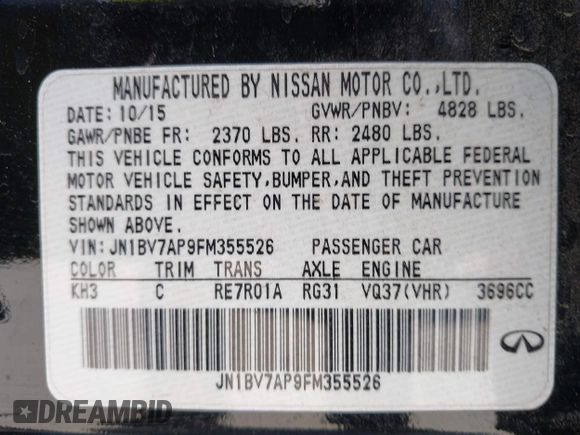 MANUFACTURED BY NISSAN MOTOR CO.,LTD.
DATE: 10/15 GVWR/PNBV: 4828 LBS.
GAWR/PNBE FR: 2370 LBS. RR: 2480 LBS.
THIS VEHICLE CONFORMS TO ALL APPLICABLE FEDERAL
MOTOR VEHICLE SAFETY,BUMPER,AND THEFT PREVENTION
STANDARDS IN EFFECT ON THE DATE OF MANUFACTURE
SHOWN ABOVE.
VIN: JN1BV7AP9FM355526 PASSENGER CAR
COLOR TRIM TRANS AXLE ENGINE
KH3 C RE7R01A RG31 VQ37(VHR) 3696CC
JN1BV7AP9FM355526
DREAMBID